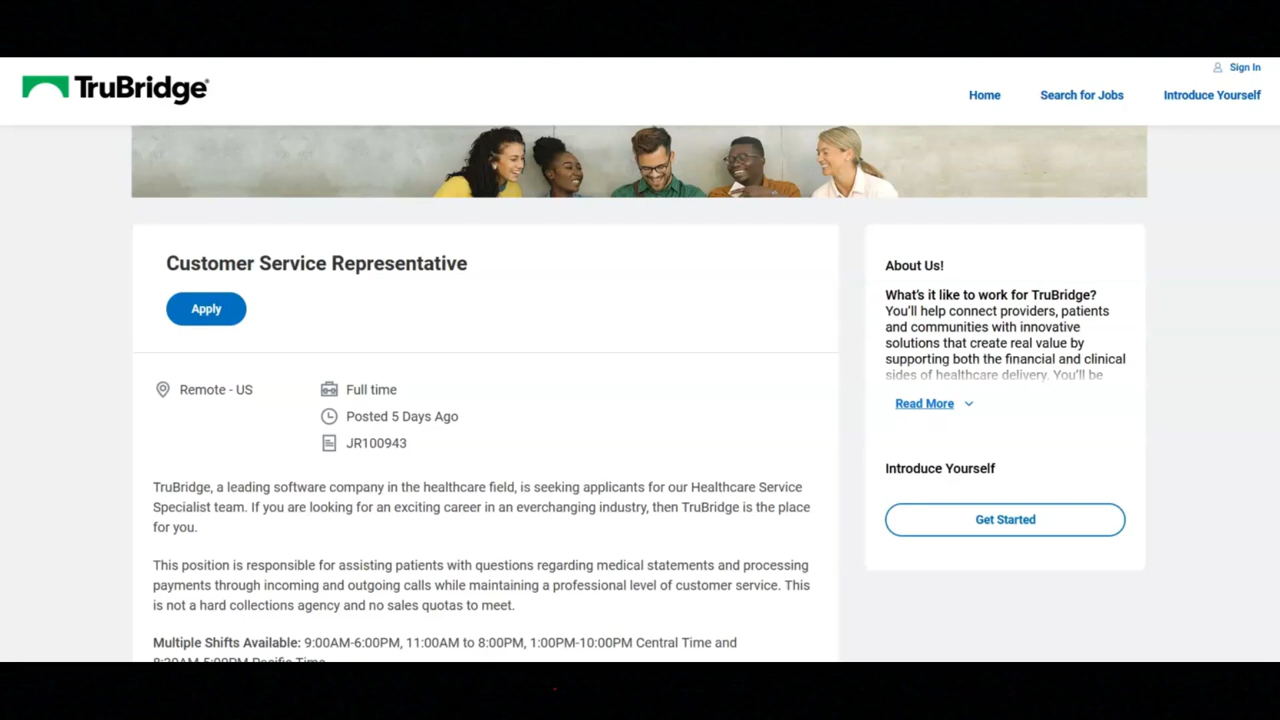 TruBridge®
Sign In
Home
Search for Jobs
Introduce Yourself
Customer Service Representative
Apply
Remote - US
Full time
Posted 5 Days Ago
JR100943
TruBridge, a leading software company in the healthcare field, is seeking applicants for our Healthcare Service
Specialist team. If you are looking for an exciting career in an everchanging industry, then TruBridge is the place
for you.
This position is responsible for assisting patients with questions regarding medical statements and processing
payments through incoming and outgoing calls while maintaining a professional level of customer service. This
is not a hard collections agency and no sales quotas to meet.
Multiple Shifts Available: 9:00AM-6:00PM, 11:00AM to 8:00PM, 1:00PM-10:00PM Central Time and
8:30AM-5:00PM Pacific Time
About Us!
What's it like to work for TruBridge?
You'll help connect providers, patients
and communities with innovative
solutions that create real value by
supporting both the financial and clinical
sides of healthcare delivery. You'll be
Read More
Introduce Yourself
Get Started